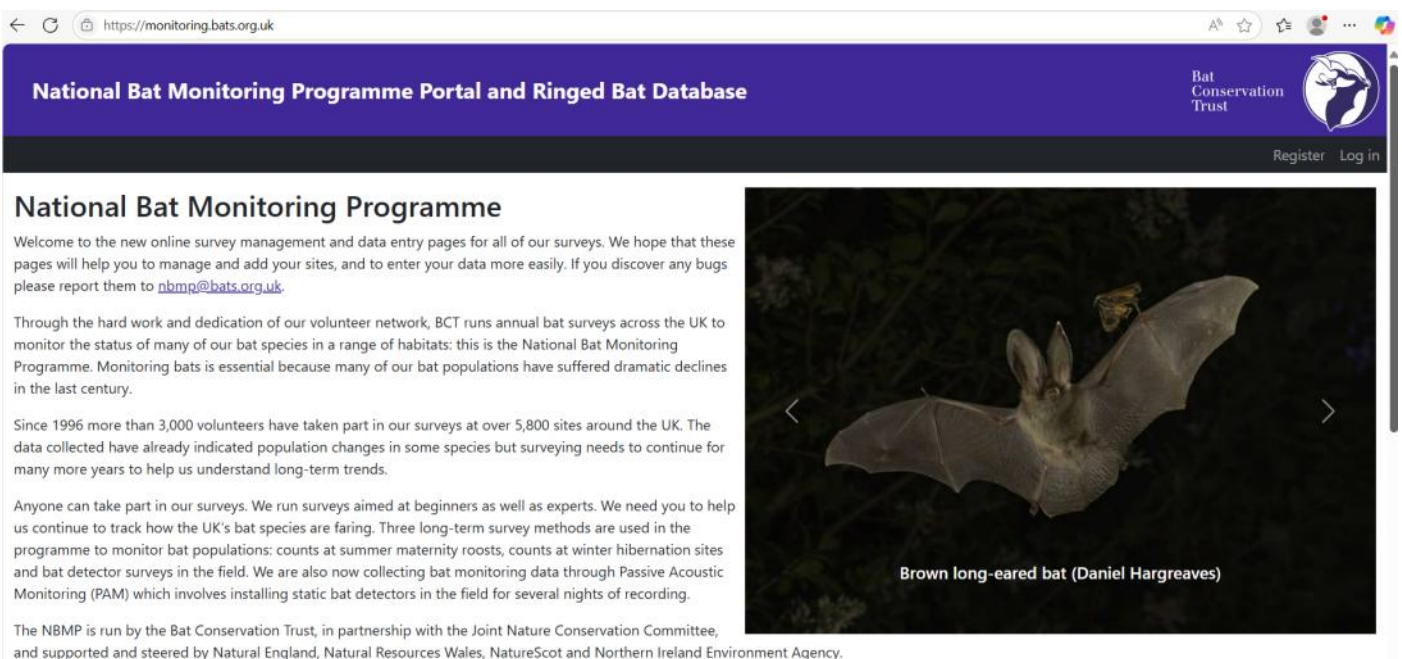 https://monitoring.bats.org.uk
National Bat Monitoring Programme Portal and Ringed Bat Database
Bat
Conservation
Trust
Register Log in
National Bat Monitoring Programme
Welcome to the new online survey management and data entry pages for all of our surveys. We hope that these
pages will help you to manage and add your sites, and to enter your data more easily. If you discover any bugs
please report them to nbmp@bats.org.uk.
Through the hard work and dedication of our volunteer network, BCT runs annual bat surveys across the UK to
monitor the status of many of our bat species in a range of habitats: this is the National Bat Monitoring
Programme. Monitoring bats is essential because many of our bat populations have suffered dramatic declines
in the last century.
Since 1996 more than 3,000 volunteers have taken part in our surveys at over 5,800 sites around the UK. The
data collected have already indicated population changes in some species but surveying needs to continue for
many more years to help us understand long-term trends.
Anyone can take part in our surveys. We run surveys aimed at beginners as well as experts. We need you to help
us continue to track how the UK's bat species are faring. Three long-term survey methods are used in the
programme to monitor bat populations: counts at summer maternity roosts, counts at winter hibernation sites
and bat detector surveys in the field. We are also now collecting bat monitoring data through Passive Acoustic
Monitoring (PAM) which involves installing static bat detectors in the field for several nights of recording.
The NBMP is run by the Bat Conservation Trust, in partnership with the Joint Nature Conservation Committee,
and supported and steered by Natural England, Natural Resources Wales, NatureScot and Northern Ireland Environment Agency.
Brown long-eared bat (Daniel Hargreaves)